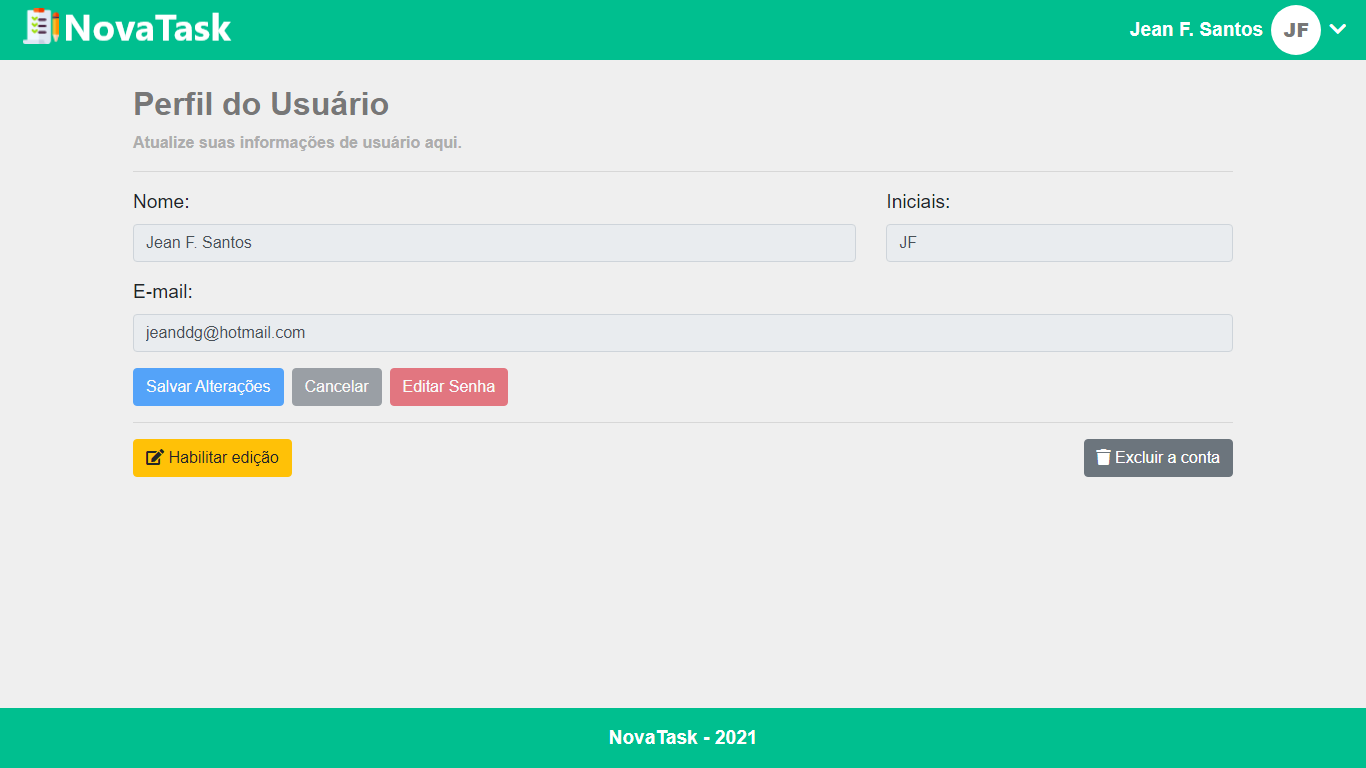 NovaTask
Jean F. Santos JF
Perfil do Usuário
Atualize suas informações de usuário aqui.
Nome: Iniciais:
Jean F. Santos JF
E-mail:
jeanddg@hotmail.com
Salvar Alterações Cancelar Editar Senha
Habilitar edição Excluir a conta
NovaTask - 2021